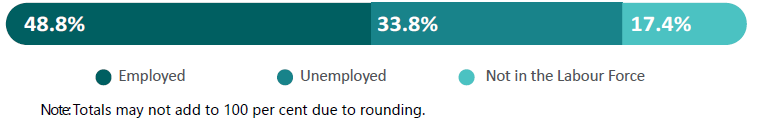 48.8% 33.8% 17.4%
Employed Unemployed Not in the Labour Force
Note: Totals may not add to 100 per cent due to rounding.